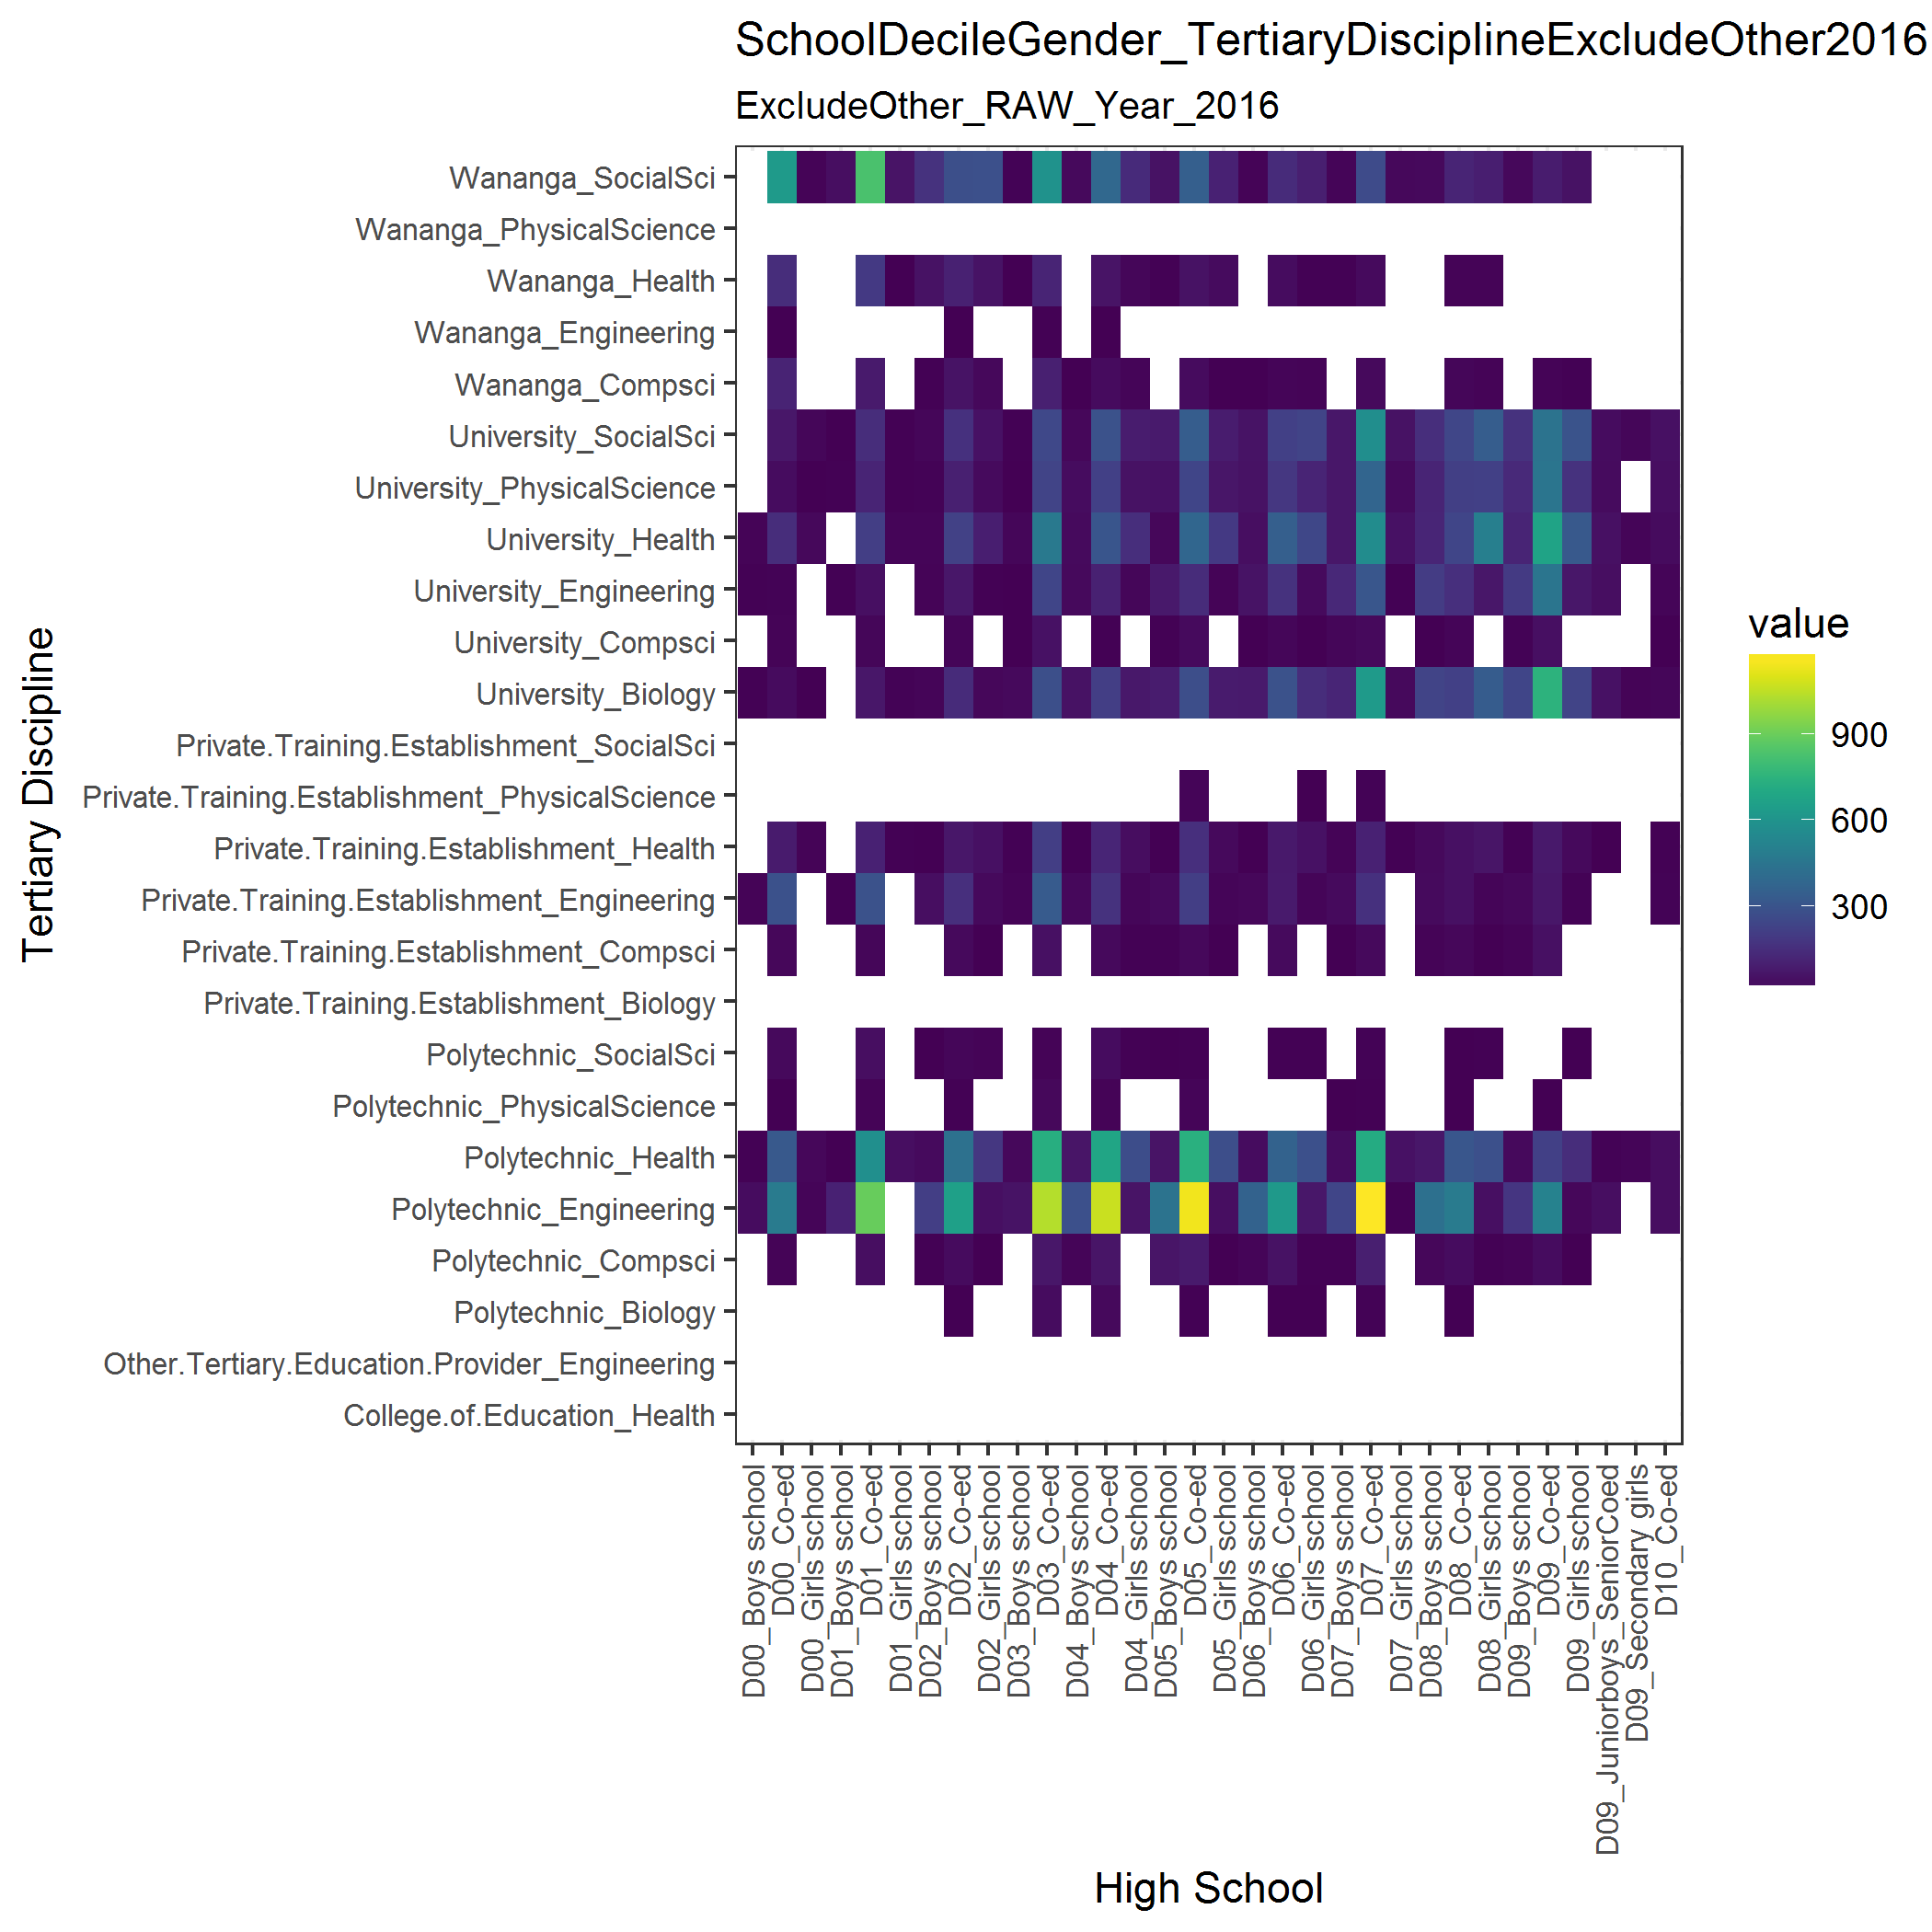 SchoolDecileGender_TertiaryDisciplineExcludeOther2016
ExcludeOther_RAW_Year_2016
Tertiary Discipline
Wananga_SocialSci
Wananga_PhysicalScience
Wananga_Health
Wananga_Engineering
Wananga_Compsci
University_SocialSci
University_PhysicalScience
University_Health
University_Engineering
University_Compsci
University_Biology
Private.Training.Establishment_SocialSci
Private.Training.Establishment_PhysicalScience
Private.Training.Establishment_Health
Private.Training.Establishment_Engineering
Private.Training.Establishment_Compsci
Private.Training.Establishment_Biology
Polytechnic_SocialSci
Polytechnic_PhysicalScience
Polytechnic_Health
Polytechnic_Engineering
Polytechnic_Compsci
Polytechnic_Biology
Other.Tertiary.Education.Provider_Engineering
College.of.Education_Health
D00_Boys school
D00_Co-ed
D00_Girls school
D01_Boys school
D01_Co-ed
D01_Girls school
D02_Boys school
D02_Co-ed
D02_Girls school
D03_Boys school
D03_Co-ed
D04_Boys school
D04_Co-ed
D04_Girls school
D05_Boys school
D05_Co-ed
D05_Girls school
D06_Boys school
D06_Co-ed
D06_Girls school
D07_Boys school
D07_Co-ed
D07_Girls school
D08_Boys school
D08_Co-ed
D08_Girls school
D09_Boys school
D09_Co-ed
D09_Girls school
D09_Juniorboys_SeniorCoed
D09_Secondary girls
D10_Co-ed
High School
value
900
600
300